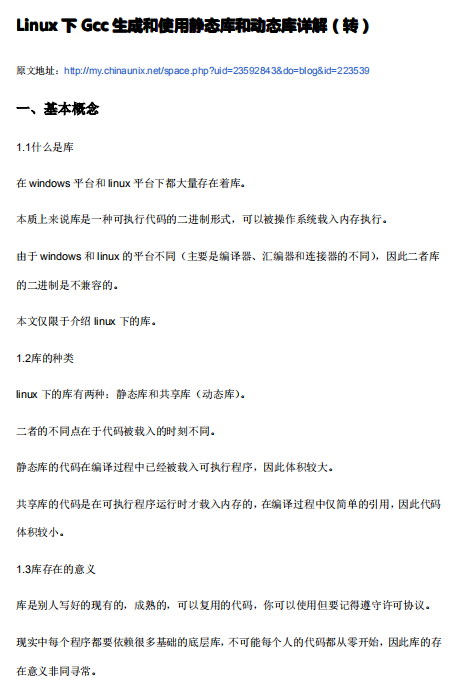 Linux 下 Gcc 生成和使用静态库和动态库详解（转）
原文地址：http://my.chinaunix.net/space.php?uid=23592843&do=blog&id=223539
一、基本概念
1.1什么是库
在 windows 平台和 linux 平台下都大量存在着库。
本质上来说库是一种可执行代码的二进制形式，可以被操作系统载入内存执行。
由于 windows 和 linux 的平台不同（主要是编译器、汇编器和连接器的不同），因此二者库
的二进制是不兼容的。
本文仅限于介绍 linux 下的库。
1.2库的种类
linux 下的库有两种：静态库和共享库（动态库）。
二者的不同点在于代码被载入的时刻不同。
静态库的代码在编译过程中已经被载入可执行程序，因此体积较大。
共享库的代码是在可执行程序运行时才载入内存的，在编译过程中仅简单的引用，因此代码
体积较小。
1.3库存在的意义
库是别人写好的现有的，成熟的，可以复用的代码，你可以使用但要记得遵守许可协议。
现实中每个程序都要依赖很多基础的底层库，不可能每个人的代码都从零开始，因此库的存
在意义非同寻常。